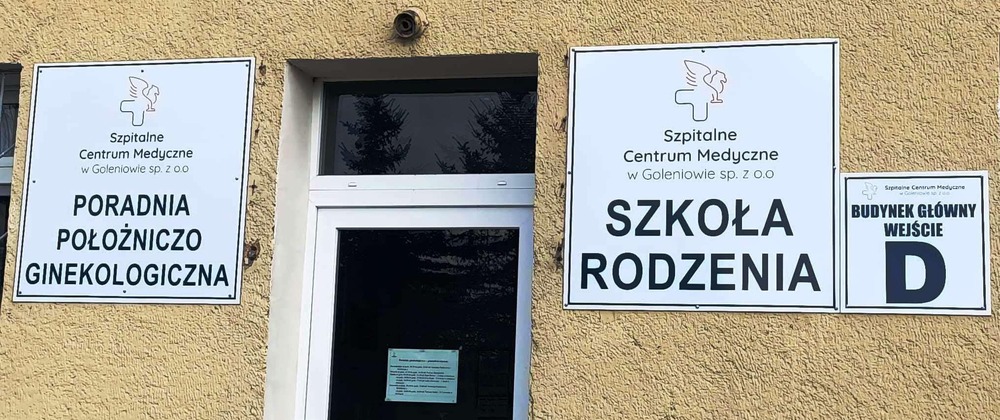 Szpitalne
Centrum Medyczne
w Goleniowie sp. z o.o
PORADNIA
POŁOŻNICZO
GINEKOLOGICZNA
Szpitalne
Centrum Medyczne
w Goleniowie sp. z o.o
SZKOŁA
RODZENIA
Szpitalne Centrum Medyczne
w Goleniowie sp. z o.o
BUDYNEK GŁÓWNY
WEJŚCIE
D